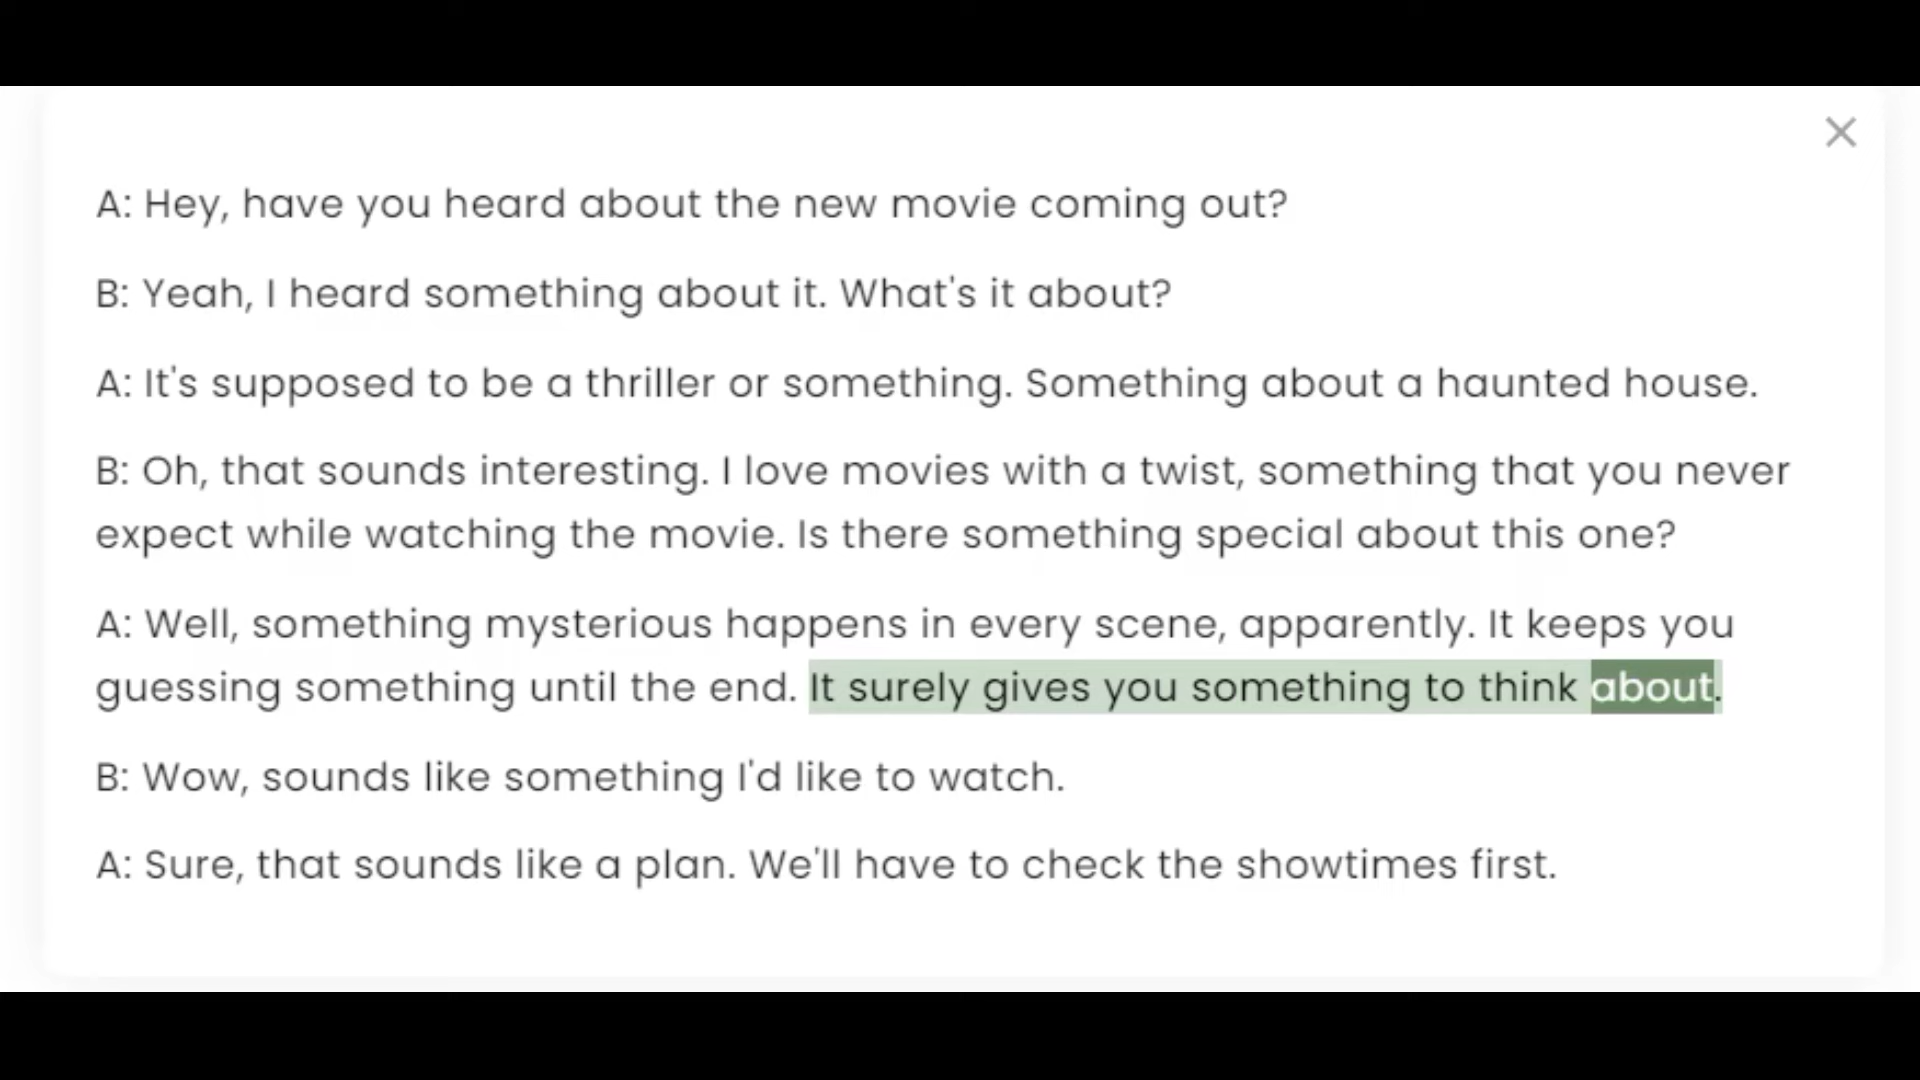 A: Hey, have you heard about the new movie coming out?
B: Yeah, I heard something about it. What's it about?
A: It's supposed to be a thriller or something. Something about a haunted house.
B: Oh, that sounds interesting. I love movies with a twist, something that you never
expect while watching the movie. Is there something special about this one?
A: Well, something mysterious happens in every scene, apparently. It keeps you
guessing something until the end. It surely gives you something to think about.
B: Wow, sounds like something I'd like to watch.
A: Sure, that sounds like a plan. We'll have to check the showtimes first.